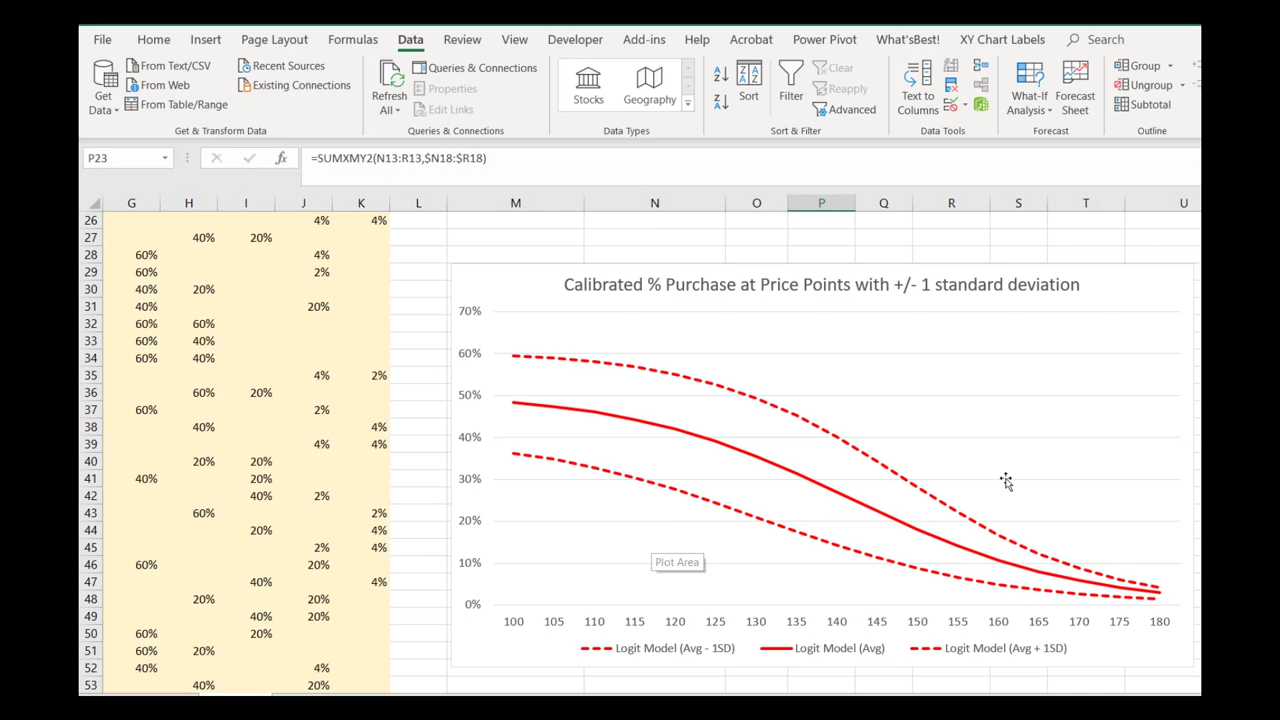 File Home Insert Page Layout Formulas Data Review View Developer Add-ins Help Acrobat Power Pivot What'sBest! XY Chart Labels Search
Get Data
From Text/CSV
From Web
From Table/Range
Recent Sources
Existing Connections
Get & Transform Data
Refresh All
Queries & Connections
Properties
Edit Links
Queries & Connections
Stocks
Geography
Data Types
A Z
Z A
Z A A Z
Sort
Filter
Clear
Reapply
Advanced
Sort & Filter
Text to Columns
Data Tools
What-If Analysis
Forecast Sheet
Forecast
Group
Ungroup
Subtotal
Outline
P23 fx =SUMXMY2(N13:R13,$N18:$R18)
G H I J K L M N O P Q R S T U
26 4% 4%
27 40% 20%
28 60% 4%
29 60% 2%
30 40% 20%
31 40% 20%
32 60% 60%
33 60% 40%
34 60% 40%
35 4% 2%
36 60% 20%
37 60% 2%
38 40% 4%
39 4% 4%
40 20% 20%
41 40% 20%
42 40% 2%
43 60% 2%
44 20% 4%
45 2% 4%
46 60% 20%
47 40% 4%
48 20% 20%
49 40% 20%
50 60% 20%
51 60% 20%
52 40% 4%
53 40% 20%
Calibrated % Purchase at Price Points with +/- 1 standard deviation
70%
60%
50%
40%
30%
20%
10%
0%
Plot Area
100 105 110 115 120 125 130 135 140 145 150 155 160 165 170 175 180
Logit Model (Avg - 1SD) Logit Model (Avg) Logit Model (Avg + 1SD)